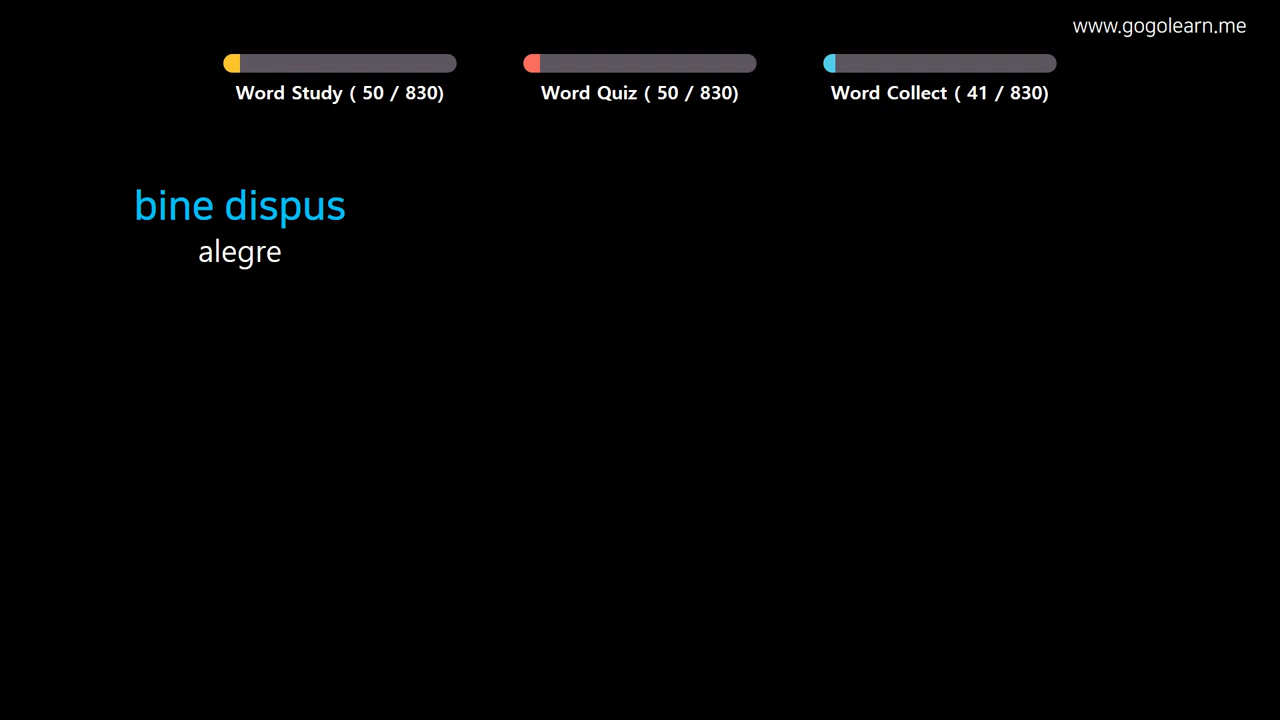 www.gogolearn.me
Word Study ( 50 / 830)
Word Quiz ( 50 / 830)
Word Collect ( 41 / 830)
bine dispus
alegre